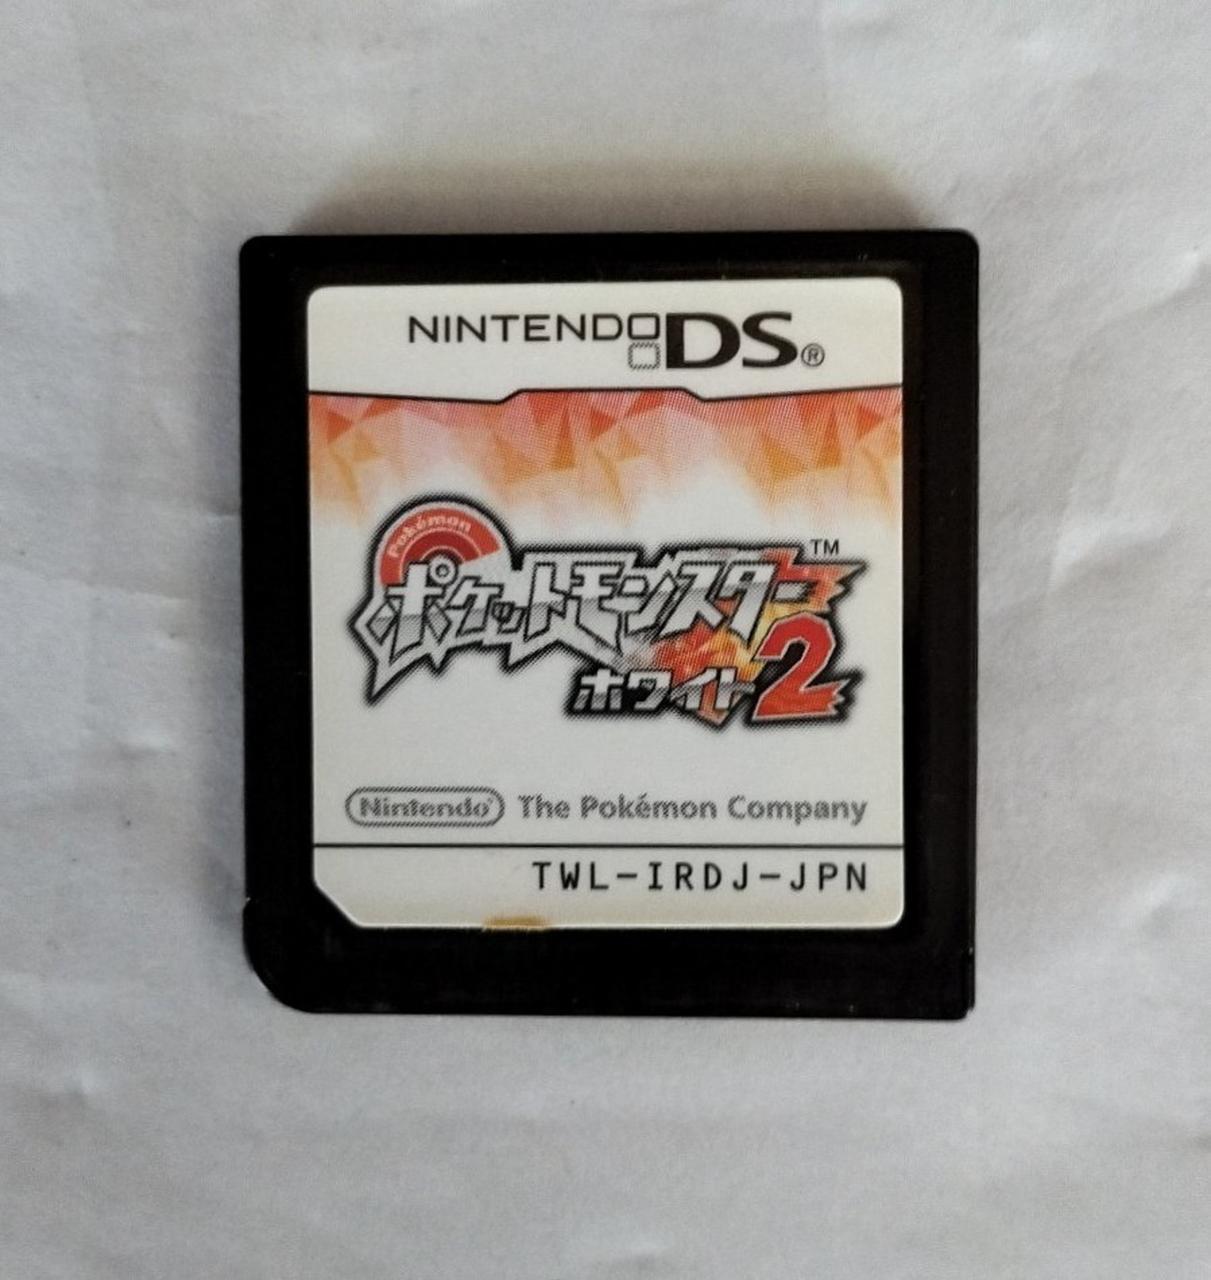 NINTENDO DS®
Pokémon
ポケットモンスター™
ホワイト2
Nintendo® The Pokémon Company
TWL-IRDJ-JPN